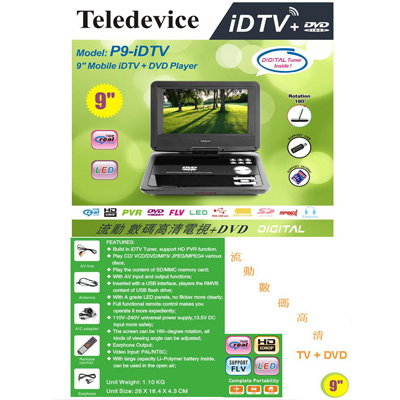 Teledevice
iDTV + DVD
VIDEO
Model: P9-iDTV
9" Mobile iDTV + DVD Player
DIGITAL Tuner
Inside !
9"
Rotation
180°
real
LED
real HD PVR DVD FLV LED
流動 數碼高清電視+DVD DIGITAL
FEATURES:
Build in iDTV Tuner, support HD PVR function.
Play CD/ VCD/DVD/MP3/ JPEG/MPEG4 various
discs;
Play the content of SD/MMC memory card.
With AV input and output functions;
Inserted with a USB interface, players the RMVR
content of USB flash drive;
With A grade LED panels, no flicker more clearly;
Full functional remote control makes you
operate it more expediently;
110V~240V universal power supply,13.5V DC
input more safely;
The screen can be 180-degree rotation, all
kinds of viewing angle can be adjusted;
Earphone Output;
Video Input: PAL/NTSC;
With large capacity Li-Polymer battery inside,
can be used in the open air;
Unit Weight: 1.10 KG
Unit Size: 26 X 16.4 X 4.3 CM
AV line
Antenna
A/C adapter
Remote
control
Earphone
流
動
數
碼
高
清
TV + DVD
real HD
1080P
SUPPORT
FLV
LED
Complete Portability
9"